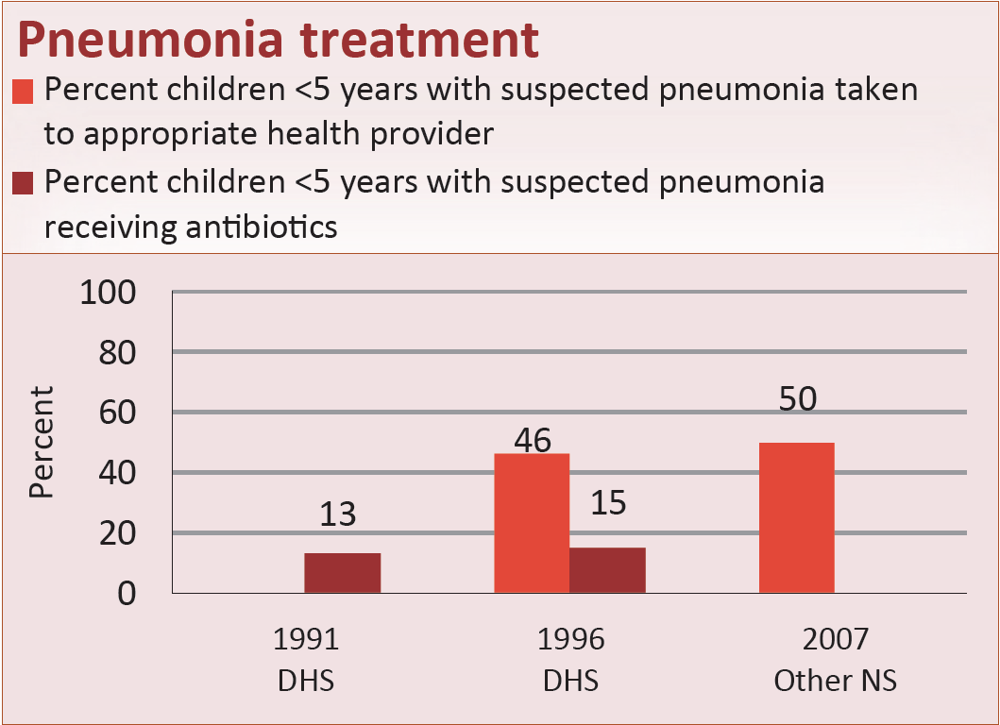 Pneumonia treatment
Percent children <5 years with suspected pneumonia taken
to appropriate health provider
Percent children <5 years with suspected pneumonia
receiving antibiotics
100
80
60
40
20
0
Percent
13
46
15
50
1991
DHS
1996
DHS
2007
Other NS